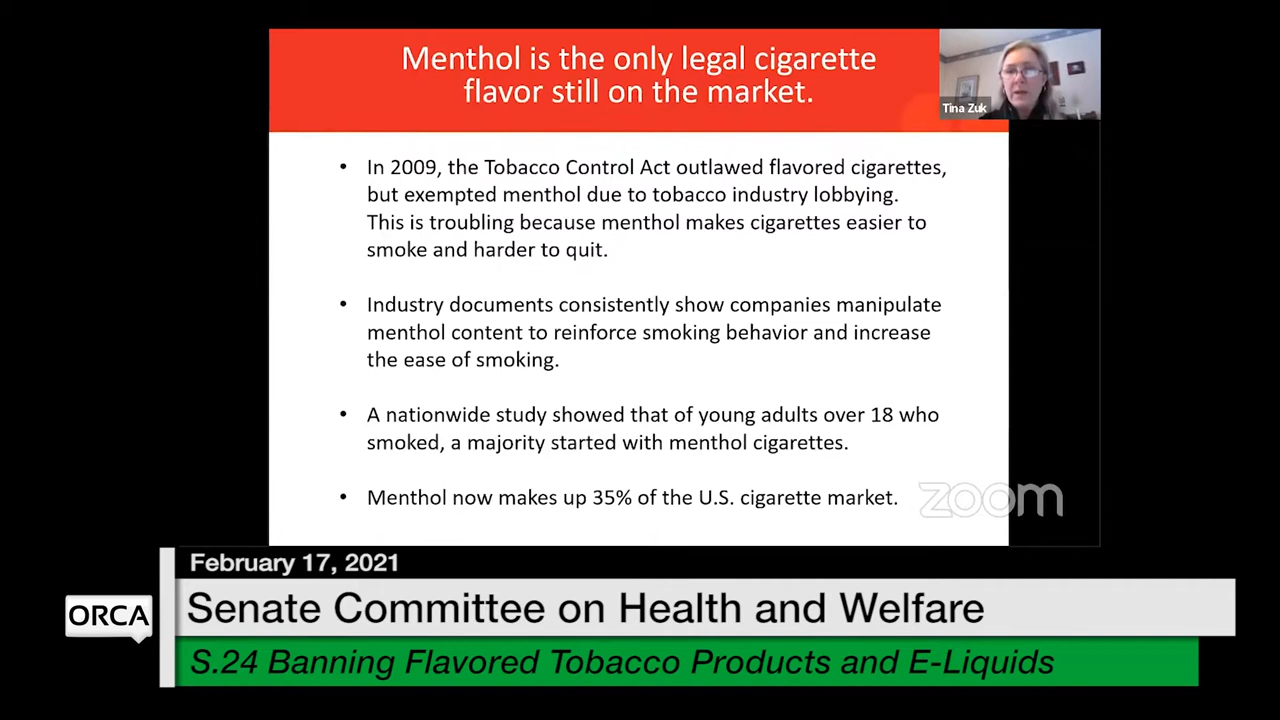 Menthol is the only legal cigarette
flavor still on the market.
Tina Zuk
• In 2009, the Tobacco Control Act outlawed flavored cigarettes,
but exempted menthol due to tobacco industry lobbying.
This is troubling because menthol makes cigarettes easier to
smoke and harder to quit.
• Industry documents consistently show companies manipulate
menthol content to reinforce smoking behavior and increase
the ease of smoking.
• A nationwide study showed that of young adults over 18 who
smoked, a majority started with menthol cigarettes.
• Menthol now makes up 35% of the U.S. cigarette market.
zoom
February 17, 2021
ORCA
Senate Committee on Health and Welfare
S.24 Banning Flavored Tobacco Products and E-Liquids